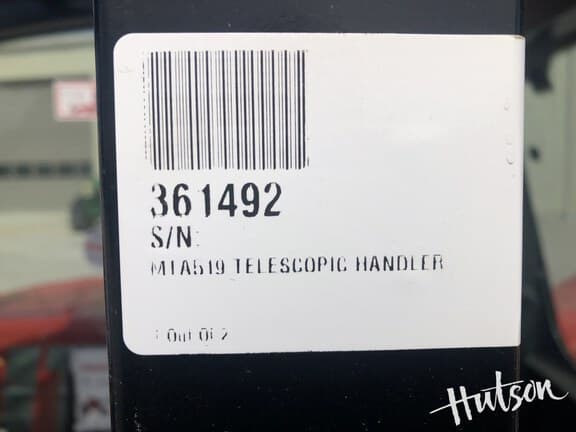 361492
S/N:
MTA519 TELESCOPIC HANDLER
1 Out Of 2
Hutson